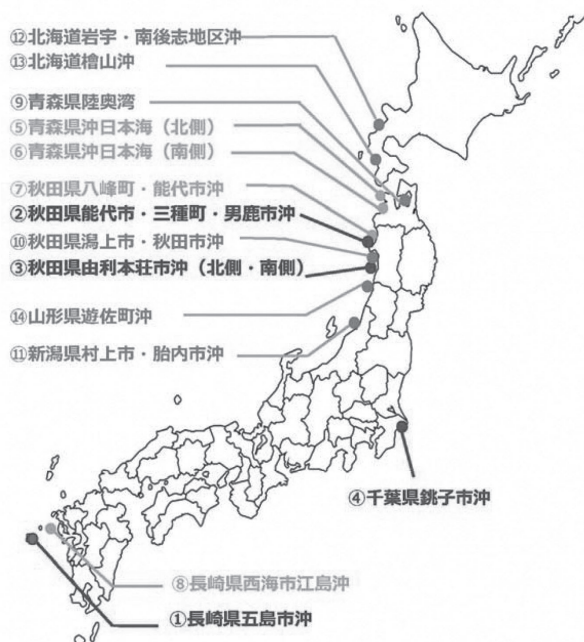 ⑫北海道岩宇・南後志地区沖
⑬北海道檜山沖
⑨青森県陸奥湾
⑤青森県沖日本海（北側）
⑥青森県沖日本海（南側）
⑦秋田県八峰町・能代市沖
②秋田県能代市・三種町・男鹿市沖
⑩秋田県潟上市・秋田市沖
③秋田県由利本荘市沖（北側・南側）
⑭山形県遊佐町沖
⑪新潟県村上市・胎内市沖
④千葉県銚子市沖
⑧長崎県西海市江島沖
①長崎県五島市沖